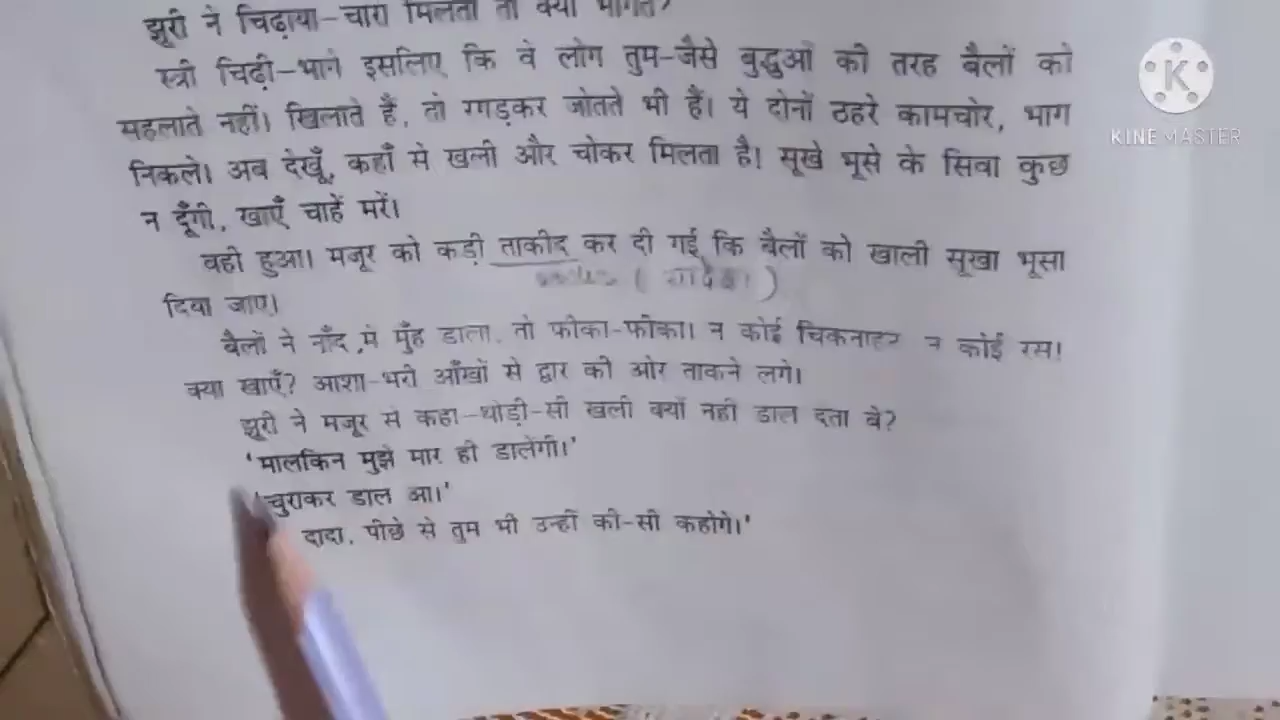 झूरी ने चिढ़ाया-चारा मिलता तो क्यों भागते?
स्त्री चिढ़ी-भागे इसलिए कि वे लोग तुम-जैसे बुद्धुओं की तरह बैलों को
सहलाते नहीं। खिलाते हैं, तो रगड़कर जोतते भी हैं। ये दोनों ठहरे कामचोर, भाग
निकले। अब देखूँ, कहाँ से खली और चोकर मिलता है! सूखे भूसे के सिवा कुछ
न दूँगी, खाएँ चाहें मरें।
वही हुआ। मजूर को कड़ी ताकीद कर दी गई कि बैलों को खाली सूखा भूसा
दिया जाए।
बैलों ने नाँद में मुँह डाला, तो फीका-फीका। न कोई चिकनाहट न कोई रस!
क्या खाएँ? आशा-भरी आँखों से द्वार की ओर ताकने लगे।
झूरी ने मजूर से कहा-थोड़ी-सी खली क्यों नहीं डाल देता बे?
'मालकिन मुझे मार ही डालेंगी।'
'चुराकर डाल आ।'
दादा, पीछे से तुम भी उन्हीं की-सी कहोगे।'
KINEMASTER